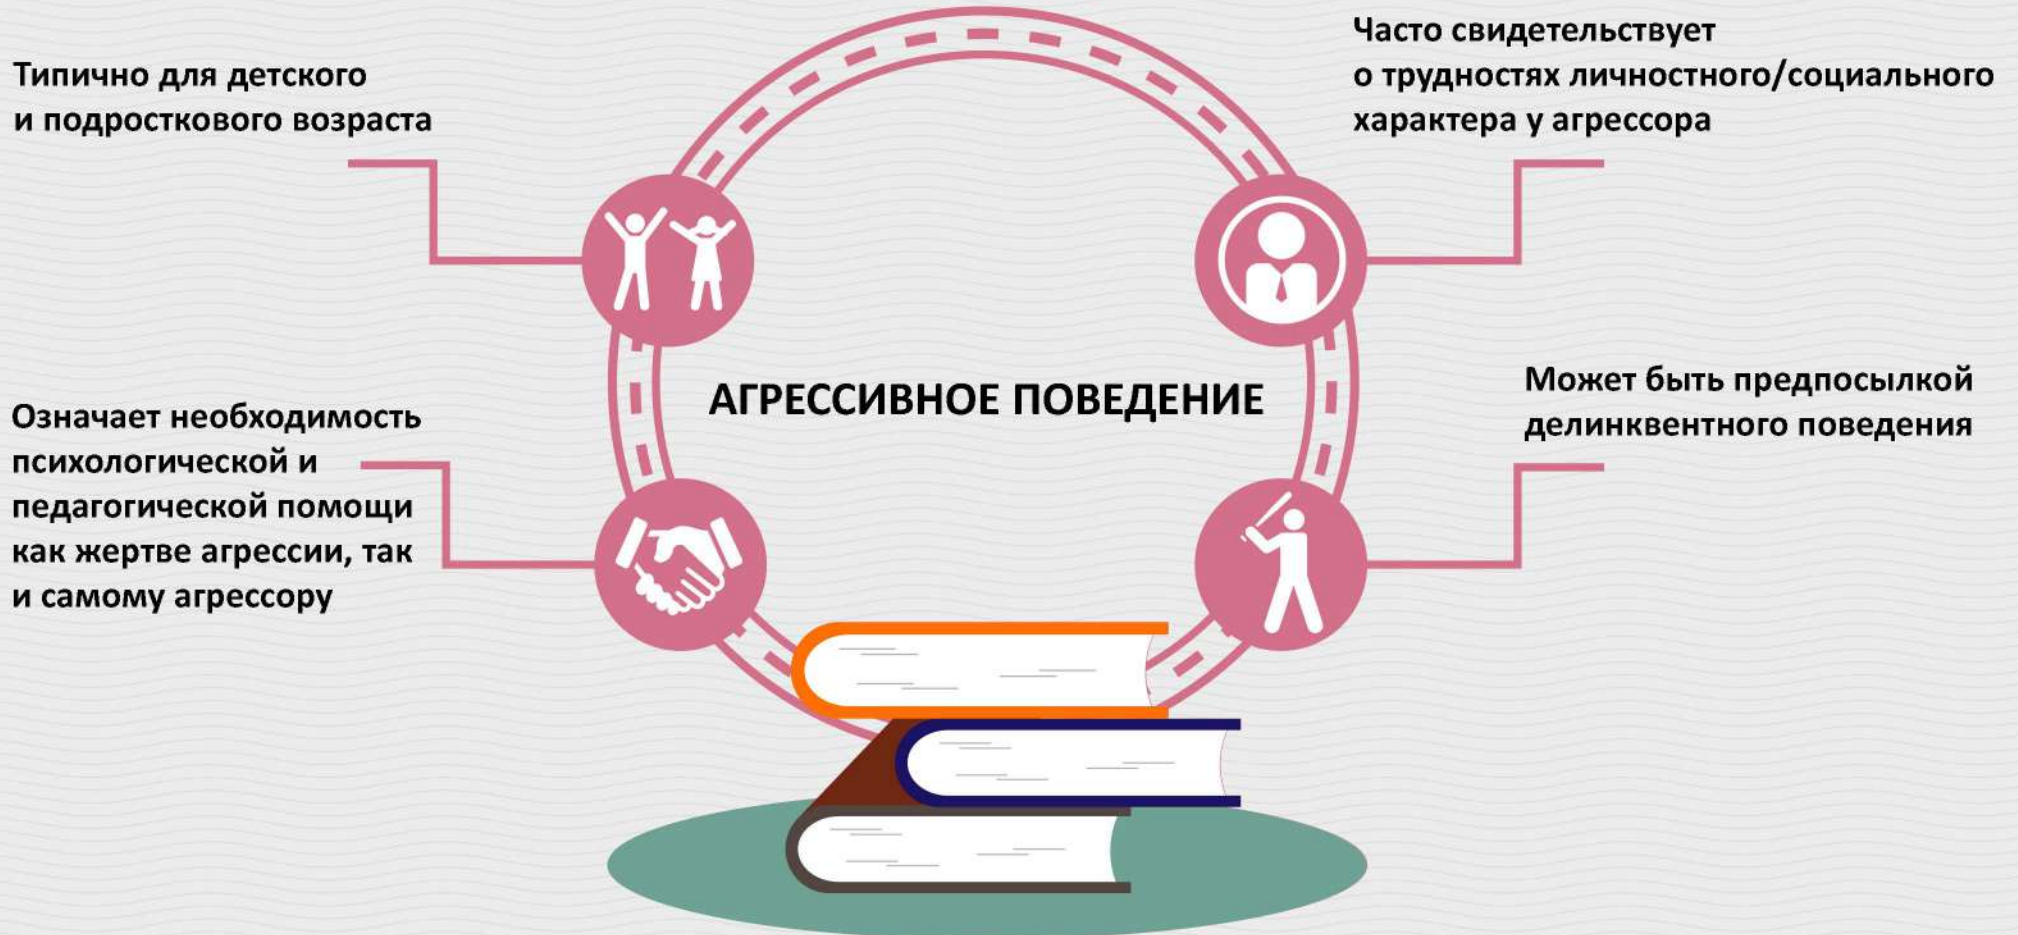 Типично для детского
и подросткового возраста
Часто свидетельствует
о трудностях личностного/социального
характера у агрессора
АГРЕССИВНОЕ ПОВЕДЕНИЕ
Означает необходимость
психологической и
педагогической помощи
как жертве агрессии, так
и самому агрессору
Может быть предпосылкой
делинквентного поведения